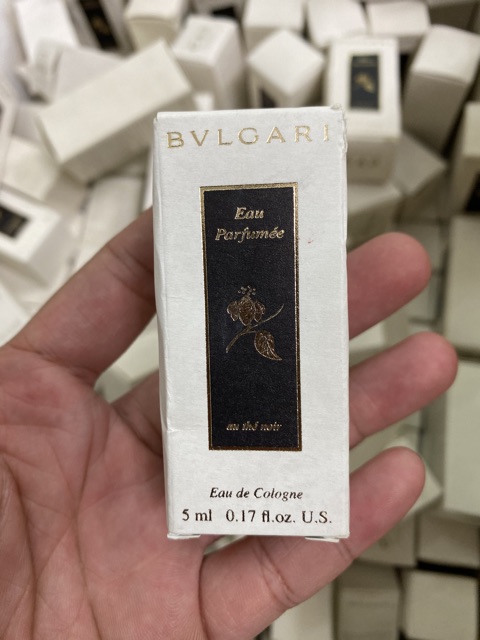 BVLGARI
Eau
Parfumée
au thé noir
Eau de Cologne
5 ml 0.17 fl.oz. U.S.